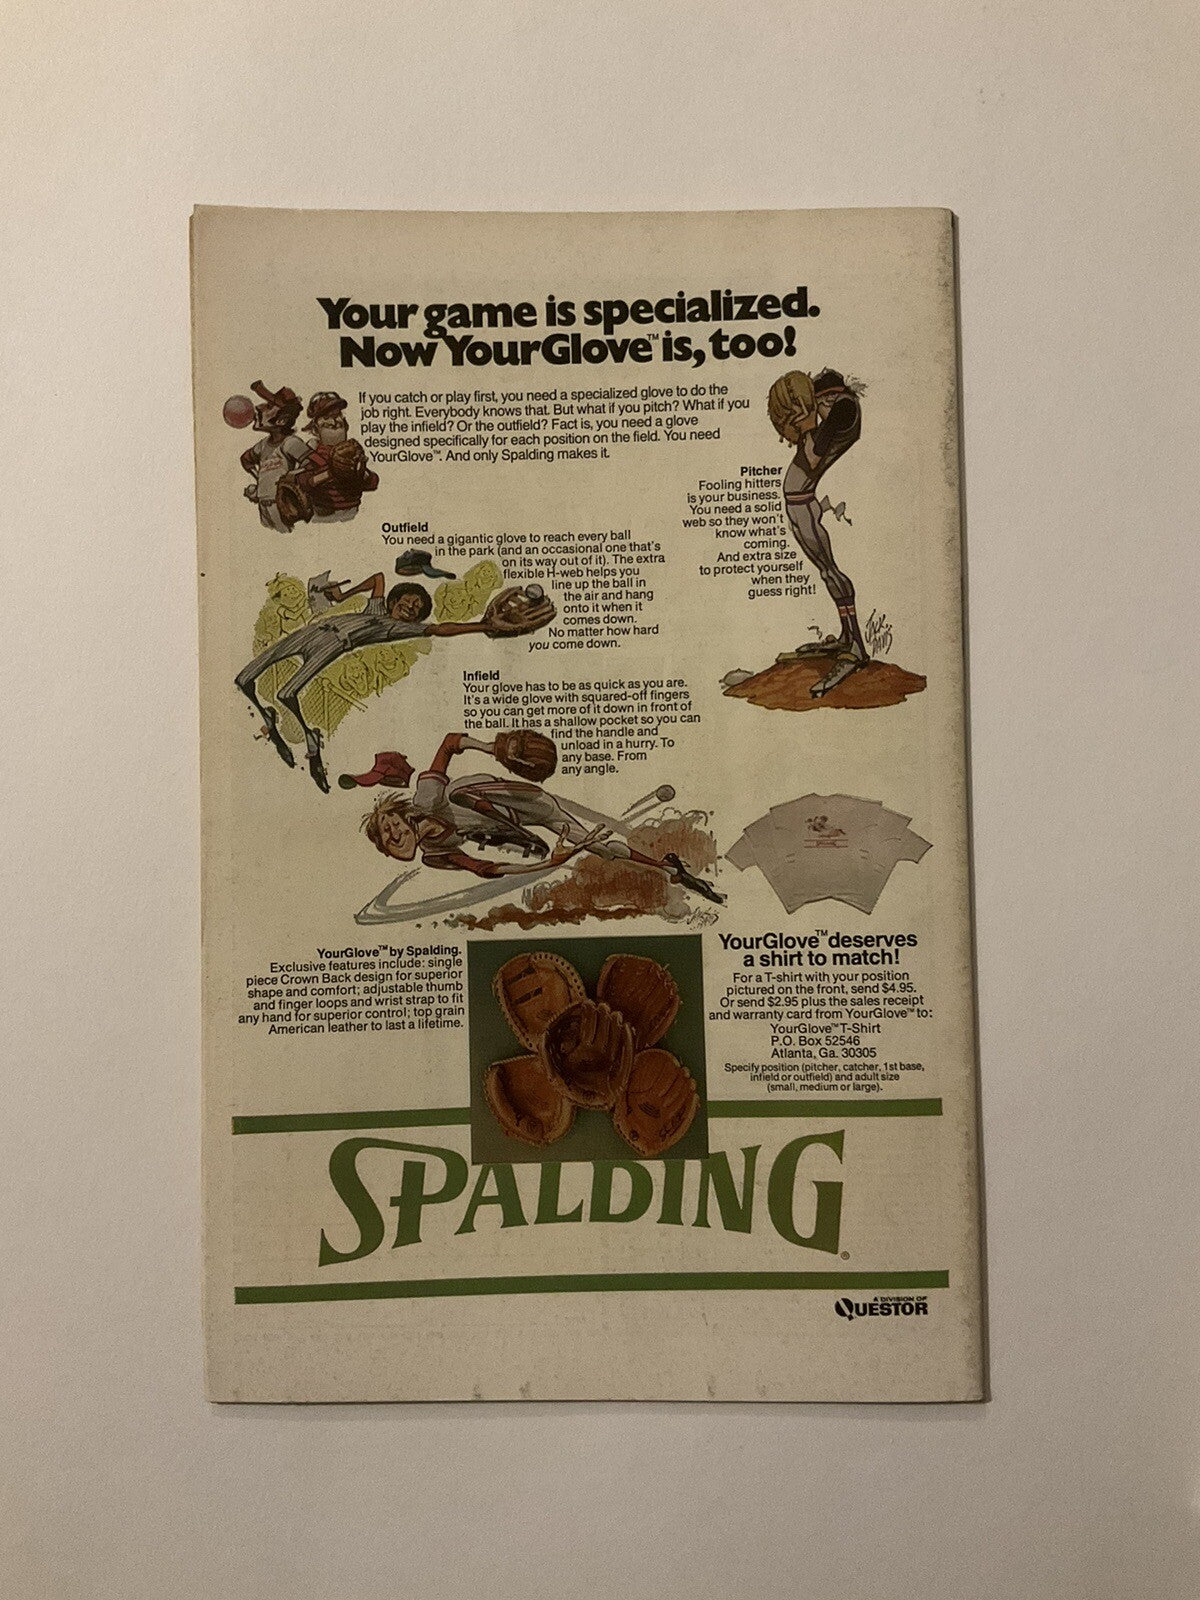 Your game is specialized.
Now YourGlove™ is, too!
If you catch or play first, you need a specialized glove to do the
job right. Everybody knows that. But what if you pitch? What if you
play the infield? Or the outfield? Fact is, you need a glove
designed specifically for each position on the field. You need
YourGlove™. And only Spalding makes it.
Pitcher
Fooling hitters
is your business.
You need a solid
web so they won't
know what's
coming.
And extra size
to protect yourself
when they
guess right!
JACK
DAVIS
Outfield
You need a gigantic glove to reach every ball
in the park (and an occasional one that's
on its way out of it). The extra
flexible H-web helps you
line up the ball in
the air and hang
onto it when it
comes down.
No matter how hard
you come down.
Infield
Your glove has to be as quick as you are.
It's a wide glove with squared-off fingers
so you can get more of it down in front of
the ball. It has a shallow pocket so you can
find the handle and
unload in a hurry. To
any base. From
any angle.
YourGlove™ by Spalding.
Exclusive features include: single
piece Crown Back design for superior
shape and comfort; adjustable thumb
and finger loops and wrist strap to fit
any hand for superior control; top grain
American leather to last a lifetime.
YourGlove™ deserves
a shirt to match!
For a T-shirt with your position
pictured on the front, send $4.95.
Or send $2.95 plus the sales receipt
and warranty card from YourGlove™ to:
YourGlove™ T-Shirt
P.O. Box 52546
Atlanta, Ga. 30305
Specify position (pitcher, catcher, 1st base,
infield or outfield) and adult size
(small, medium or large).
SPALDING®
A DIVISION OF
QUESTOR